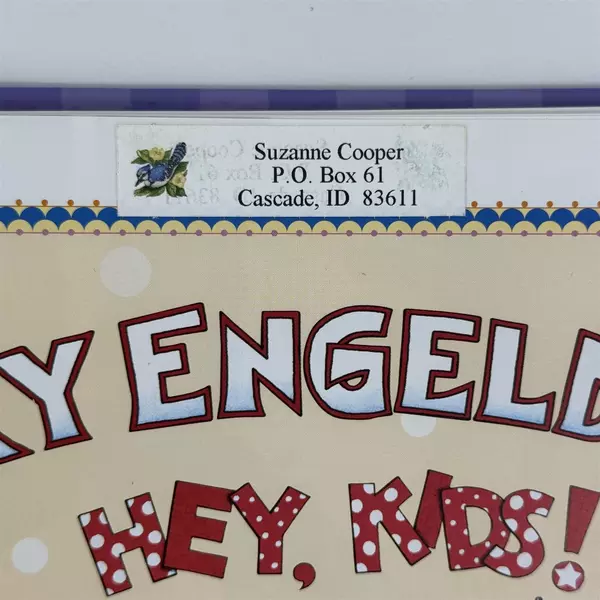 Suzanne Cooper
P.O. Box 61
Cascade, ID 83611
Y ENGEL
HEY, KIDS!